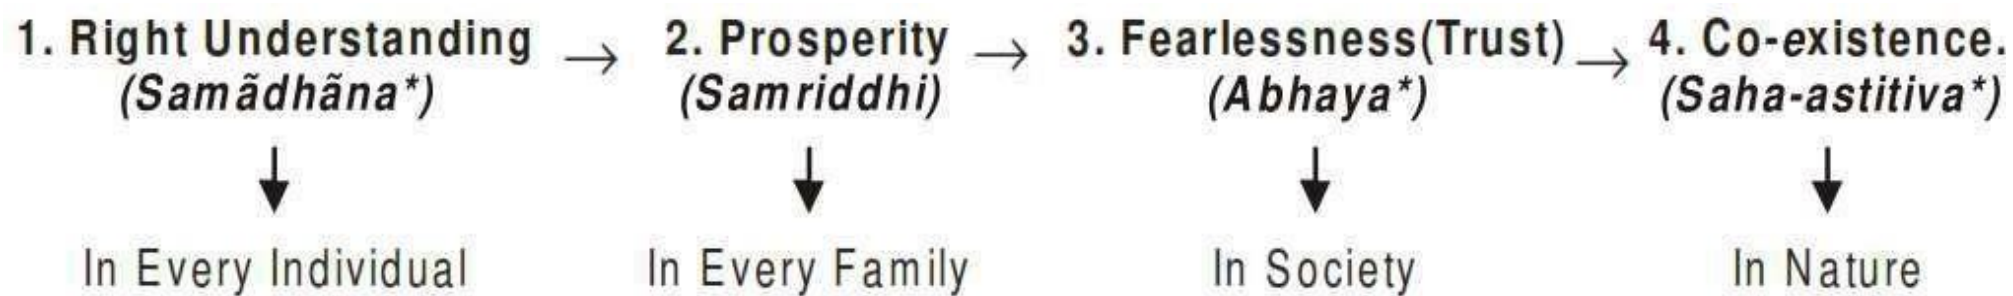 1. Right Understanding → 2. Prosperity → 3. Fearlessness(Trust) → 4. Co-existence.
(Samãdhãna*) (Samriddhi) (Abhaya*) (Saha-astitiva*)
In Every Individual In Every Family In Society In Nature